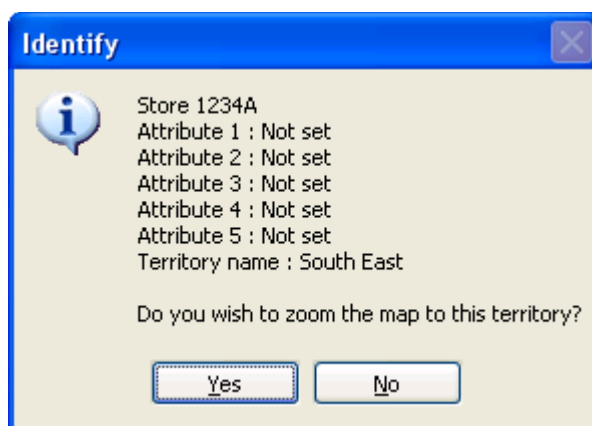 Identify
Store 1234A
Attribute 1 : Not set
Attribute 2 : Not set
Attribute 3 : Not set
Attribute 4 : Not set
Attribute 5 : Not set
Territory name : South East
Do you wish to zoom the map to this territory?
Yes No